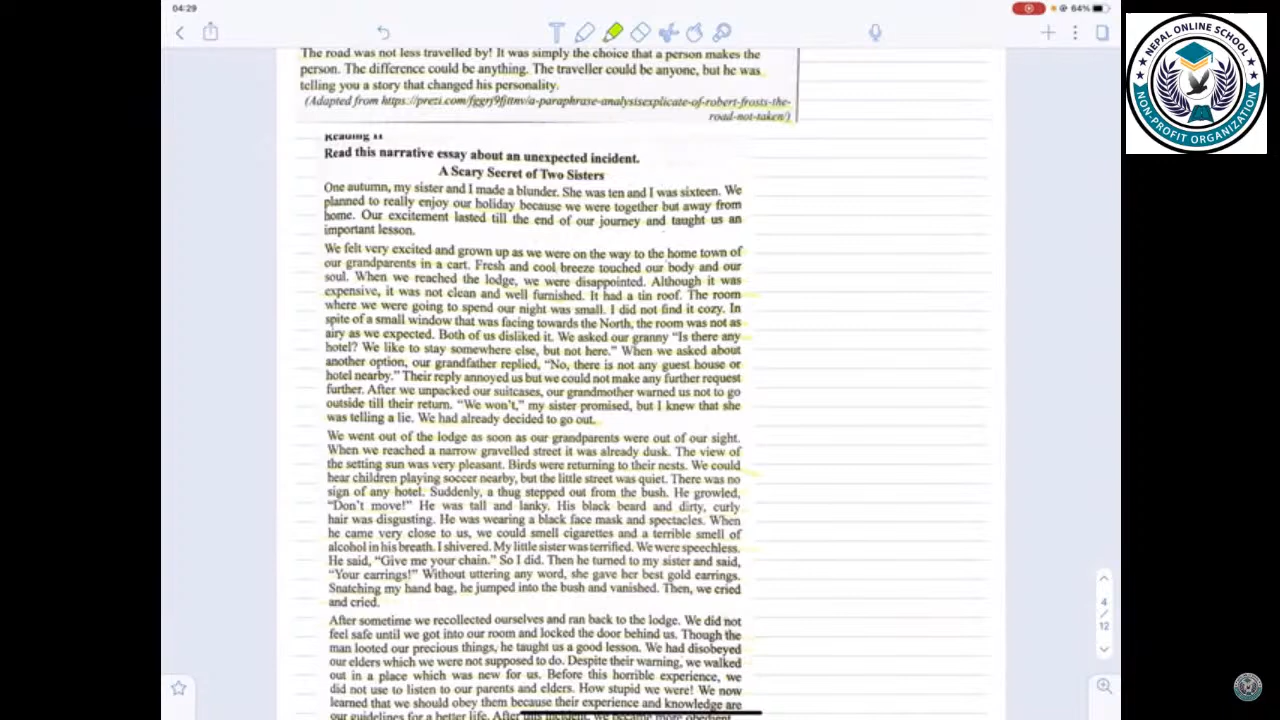 04:29
64%
The road was not less travelled by! It was simply the choice that a person makes the
person. The difference could be anything. The traveller could be anyone, but he was
telling you a story that changed his personality.
(Adapted from https://prezi.com/fggrj9fjttnv/a-paraphrase-analysisexplicate-of-robert-frosts-the-
road-not-taken/)
Reading II
Read this narrative essay about an unexpected incident.
A Scary Secret of Two Sisters
One autumn, my sister and I made a blunder. She was ten and I was sixteen. We
planned to really enjoy our holiday because we were together but away from
home. Our excitement lasted till the end of our journey and taught us an
important lesson.
We felt very excited and grown up as we were on the way to the home town of
our grandparents in a cart. Fresh and cool breeze touched our body and our
soul. When we reached the lodge, we were disappointed. Although it was
expensive, it was not clean and well furnished. It had a tin roof. The room
where we were going to spend our night was small. I did not find it cozy. In
spite of a small window that was facing towards the North, the room was not as
airy as we expected. Both of us disliked it. We asked our granny “Is there any
hotel? We like to stay somewhere else, but not here.” When we asked about
another option, our grandfather replied, “No, there is not any guest house or
hotel nearby.” Their reply annoyed us but we could not make any further request
further. After we unpacked our suitcases, our grandmother warned us not to go
outside till their return. “We won’t,” my sister promised, but I knew that she
was telling a lie. We had already decided to go out.
We went out of the lodge as soon as our grandparents were out of our sight.
When we reached a narrow gravelled street it was already dusk. The view of
the setting sun was very pleasant. Birds were returning to their nests. We could
hear children playing soccer nearby, but the little street was quiet. There was no
sign of any hotel. Suddenly, a thug stepped out from the bush. He growled,
“Don’t move!” He was tall and lanky. His black beard and dirty, curly
hair was disgusting. He was wearing a black face mask and spectacles. When
he came very close to us, we could smell cigarettes and a terrible smell of
alcohol in his breath. I shivered. My little sister was terrified. We were speechless.
He said, “Give me your chain.” So I did. Then he turned to my sister and said,
“Your earrings!” Without uttering any word, she gave her best gold earrings.
Snatching my hand bag, he jumped into the bush and vanished. Then, we cried
and cried.
After sometime we recollected ourselves and ran back to the lodge. We did not
feel safe until we got into our room and locked the door behind us. Though the
man looted our precious things, he taught us a good lesson. We had disobeyed
our elders which we were not supposed to do. Despite their warning, we walked
out in a place which was new for us. Before this horrible experience, we
did not use to listen to our parents and elders. How stupid we were! We now
learned that we should obey them because their experience and knowledge are
our guidelines for a better life. After this incident, we became more obedient
4
/
12
NEPAL ONLINE SCHOOL
NON-PROFIT ORGANIZATION